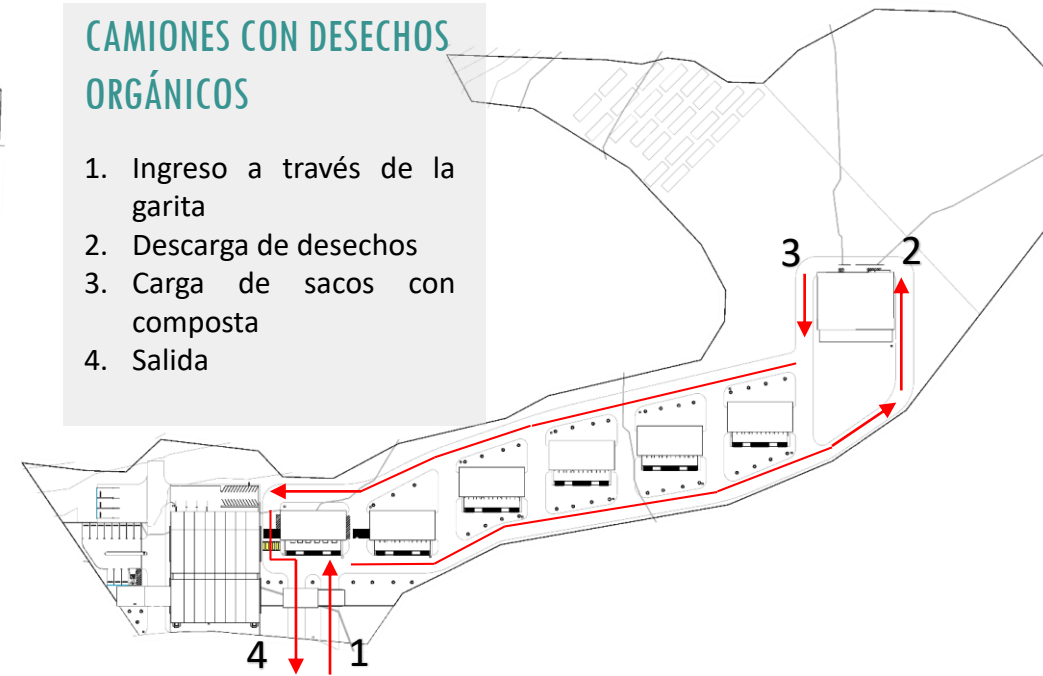 CAMIONES CON DESECHOS
ORGÁNICOS
1. Ingreso a través de la
garita
2. Descarga de desechos
3. Carga de sacos con
composta
4. Salida
3
2
4
1